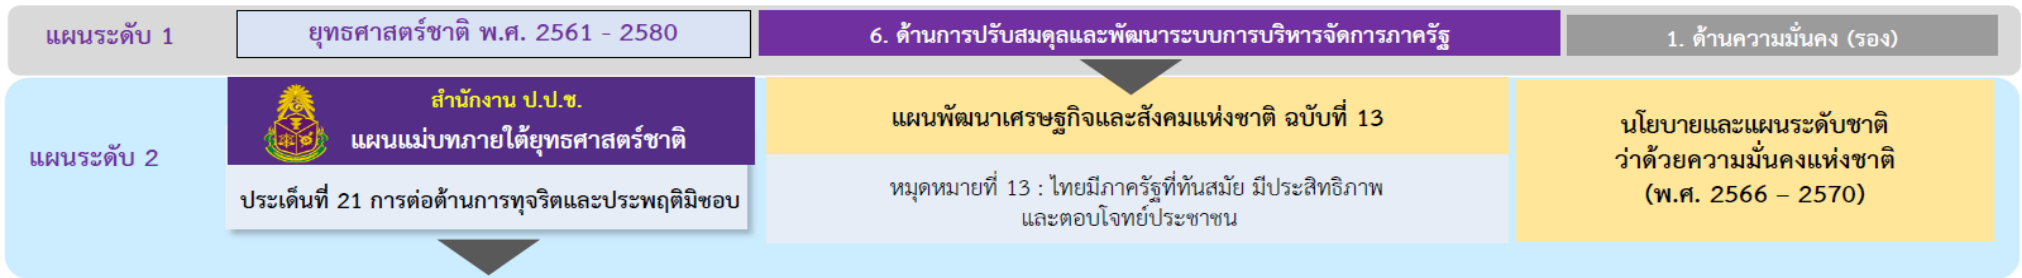 แผนระดับ 1
ยุทธศาสตร์ชาติ พ.ศ. 2561 - 2580
6. ด้านการปรับสมดุลและพัฒนาระบบการบริหารจัดการภาครัฐ
1. ด้านความมั่นคง (รอง)
แผนระดับ 2
สำนักงาน ป.ป.ช.
แผนแม่บทภายใต้ยุทธศาสตร์ชาติ
ประเด็นที่ 21 การต่อต้านการทุจริตและประพฤติมิชอบ
แผนพัฒนาเศรษฐกิจและสังคมแห่งชาติ ฉบับที่ 13
หมุดหมายที่ 13 : ไทยมีภาครัฐที่ทันสมัย มีประสิทธิภาพ
และตอบโจทย์ประชาชน
นโยบายและแผนระดับชาติ
ว่าด้วยความมั่นคงแห่งชาติ
(พ.ศ. 2566 – 2570)